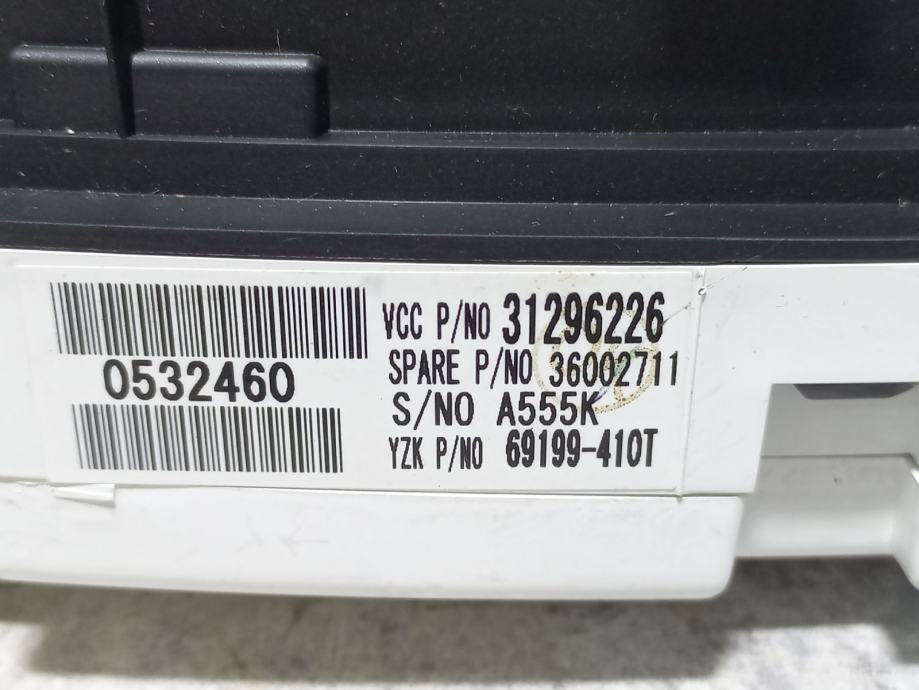 0532460
VCC P/NO 31296226
SPARE P/NO 36002711
S/NO A555K
YZK P/NO 69199-410T